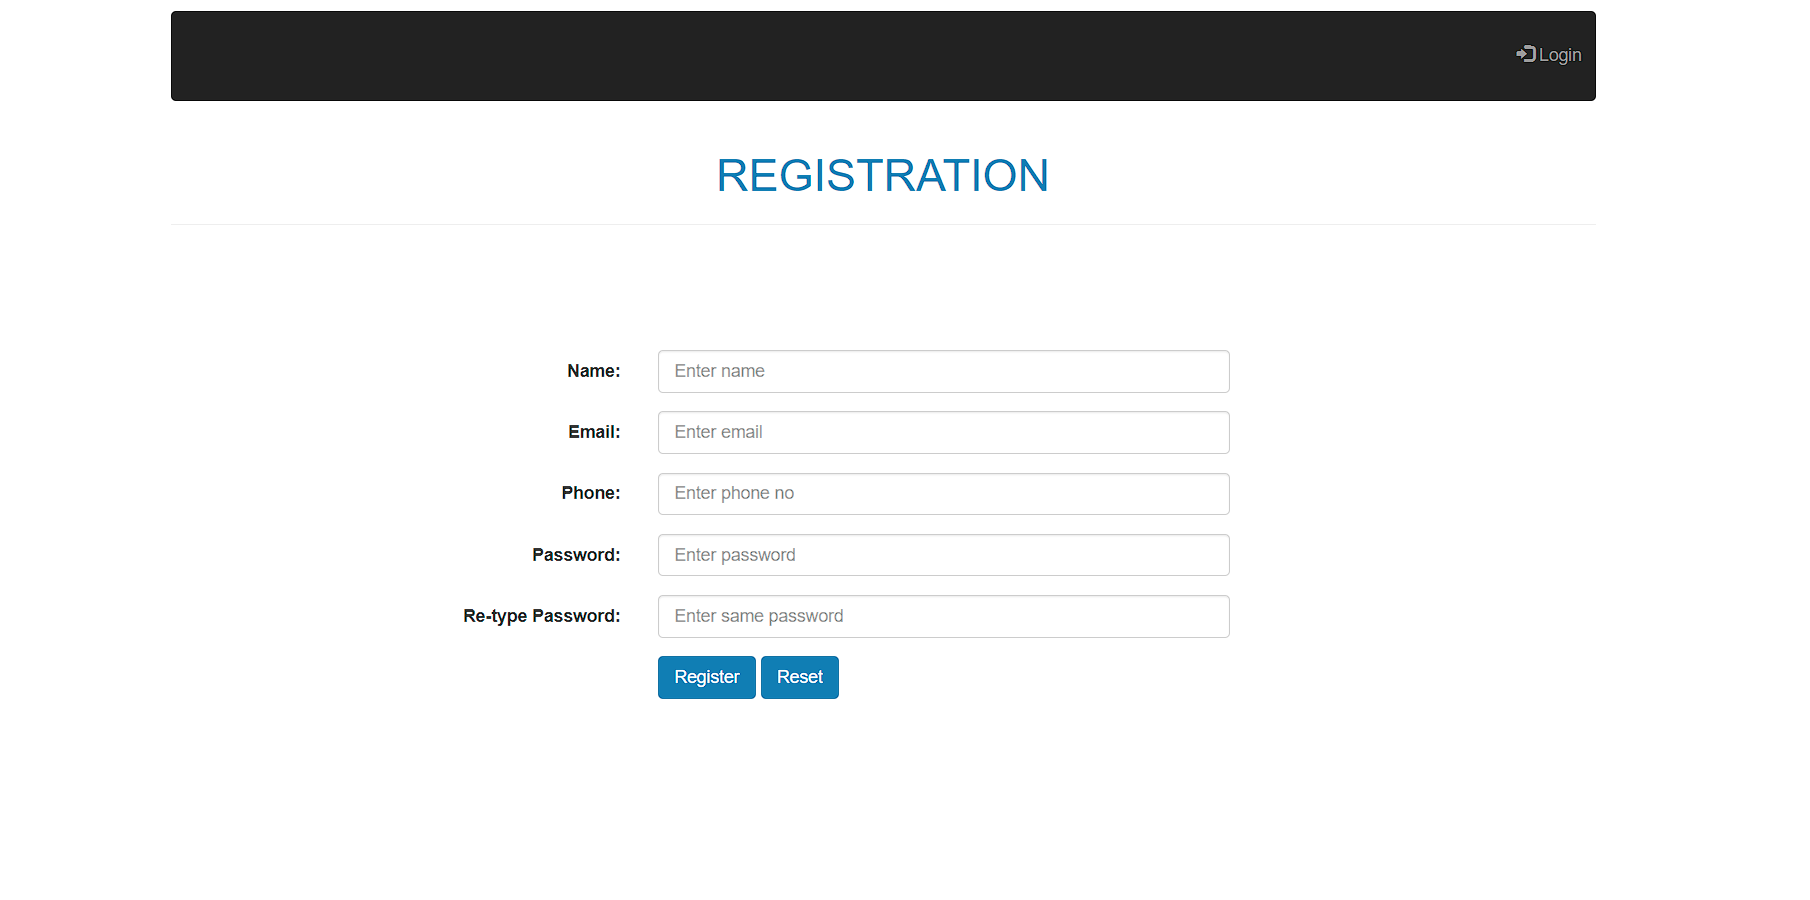 Login
REGISTRATION
Name: Enter name
Email: Enter email
Phone: Enter phone no
Password: Enter password
Re-type Password: Enter same password
Register Reset